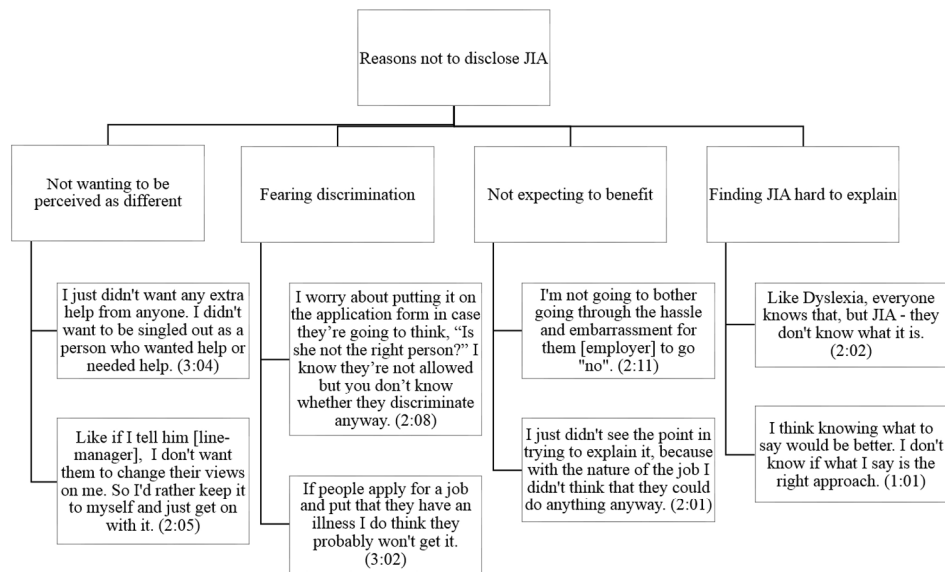 Reasons not to disclose JIA
Not wanting to be
perceived as different
Fearing discrimination
Not expecting to benefit
Finding JIA hard to explain
I just didn't want any extra
help from anyone. I didn't
want to be singled out as a
person who wanted help or
needed help. (3:04)
Like if I tell him [line-
manager],  I don't want
them to change their views
on me. So I'd rather keep it
to myself and just get on
with it. (2:05)
I worry about putting it on
the application form in case
they’re going to think, “Is
she not the right person?” I
know they’re not allowed
but you don’t know
whether they discriminate
anyway. (2:08)
If people apply for a job
and put that they have an
illness I do think they
probably won't get it.
(3:02)
I'm not going to bother
going through the hassle
and embarrassment for
them [employer] to go
"no". (2:11)
I just didn't see the point in
trying to explain it, because
with the nature of the job I
didn't think that they could
do anything anyway. (2:01)
Like Dyslexia, everyone
knows that, but JIA - they
don't know what it is.
(2:02)
I think knowing what to
say would be better. I don't
know if what I say is the
right approach. (1:01)